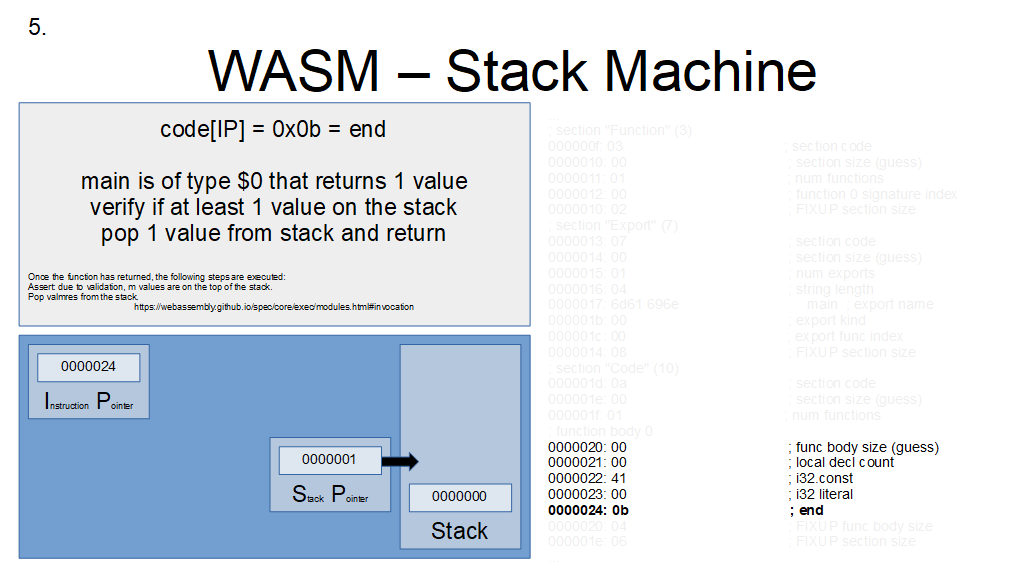 5.
WASM – Stack Machine
code[IP] = 0x0b = end
main is of type $0 that returns 1 value
verify if at least 1 value on the stack
pop 1 value from stack and return
Once the function has returned, the following steps are executed:
Assert: due to validation, m values are on the top of the stack.
Pop valmres from the stack.
https://webassembly.github.io/spec/core/exec/modules.html#invocation
0000024
Instruction Pointer
0000001
Stack Pointer
0000000
Stack
...
; section "Function" (3)
000000f: 03 ; section code
0000010: 00 ; section size (guess)
0000011: 01 ; num functions
0000012: 00 ; function 0 signature index
0000010: 02 ; FIXUP section size
; section "Export" (7)
0000013: 07 ; section code
0000014: 00 ; section size (guess)
0000015: 01 ; num exports
0000016: 04 ; string length
0000017: 6d61 696e main ; export name
000001b: 00 ; export kind
000001c: 00 ; export func index
0000014: 08 ; FIXUP section size
; section "Code" (10)
000001d: 0a ; section code
000001e: 00 ; section size (guess)
000001f: 01 ; num functions
; function body 0
0000020: 00 ; func body size (guess)
0000021: 00 ; local decl count
0000022: 41 ; i32.const
0000023: 00 ; i32 literal
0000024: 0b ; end
0000020: 04 ; FIXUP func body size
000001e: 06 ; FIXUP section size
...